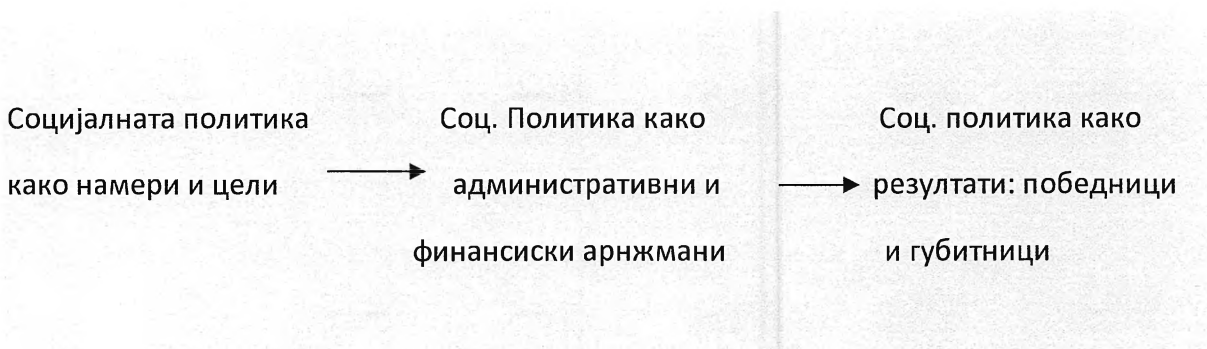 Социјалната политика
како намери и цели
Соц. Политика како
административни и
финансиски арнжмани
Соц. политика како
резултати: победници
и губитници